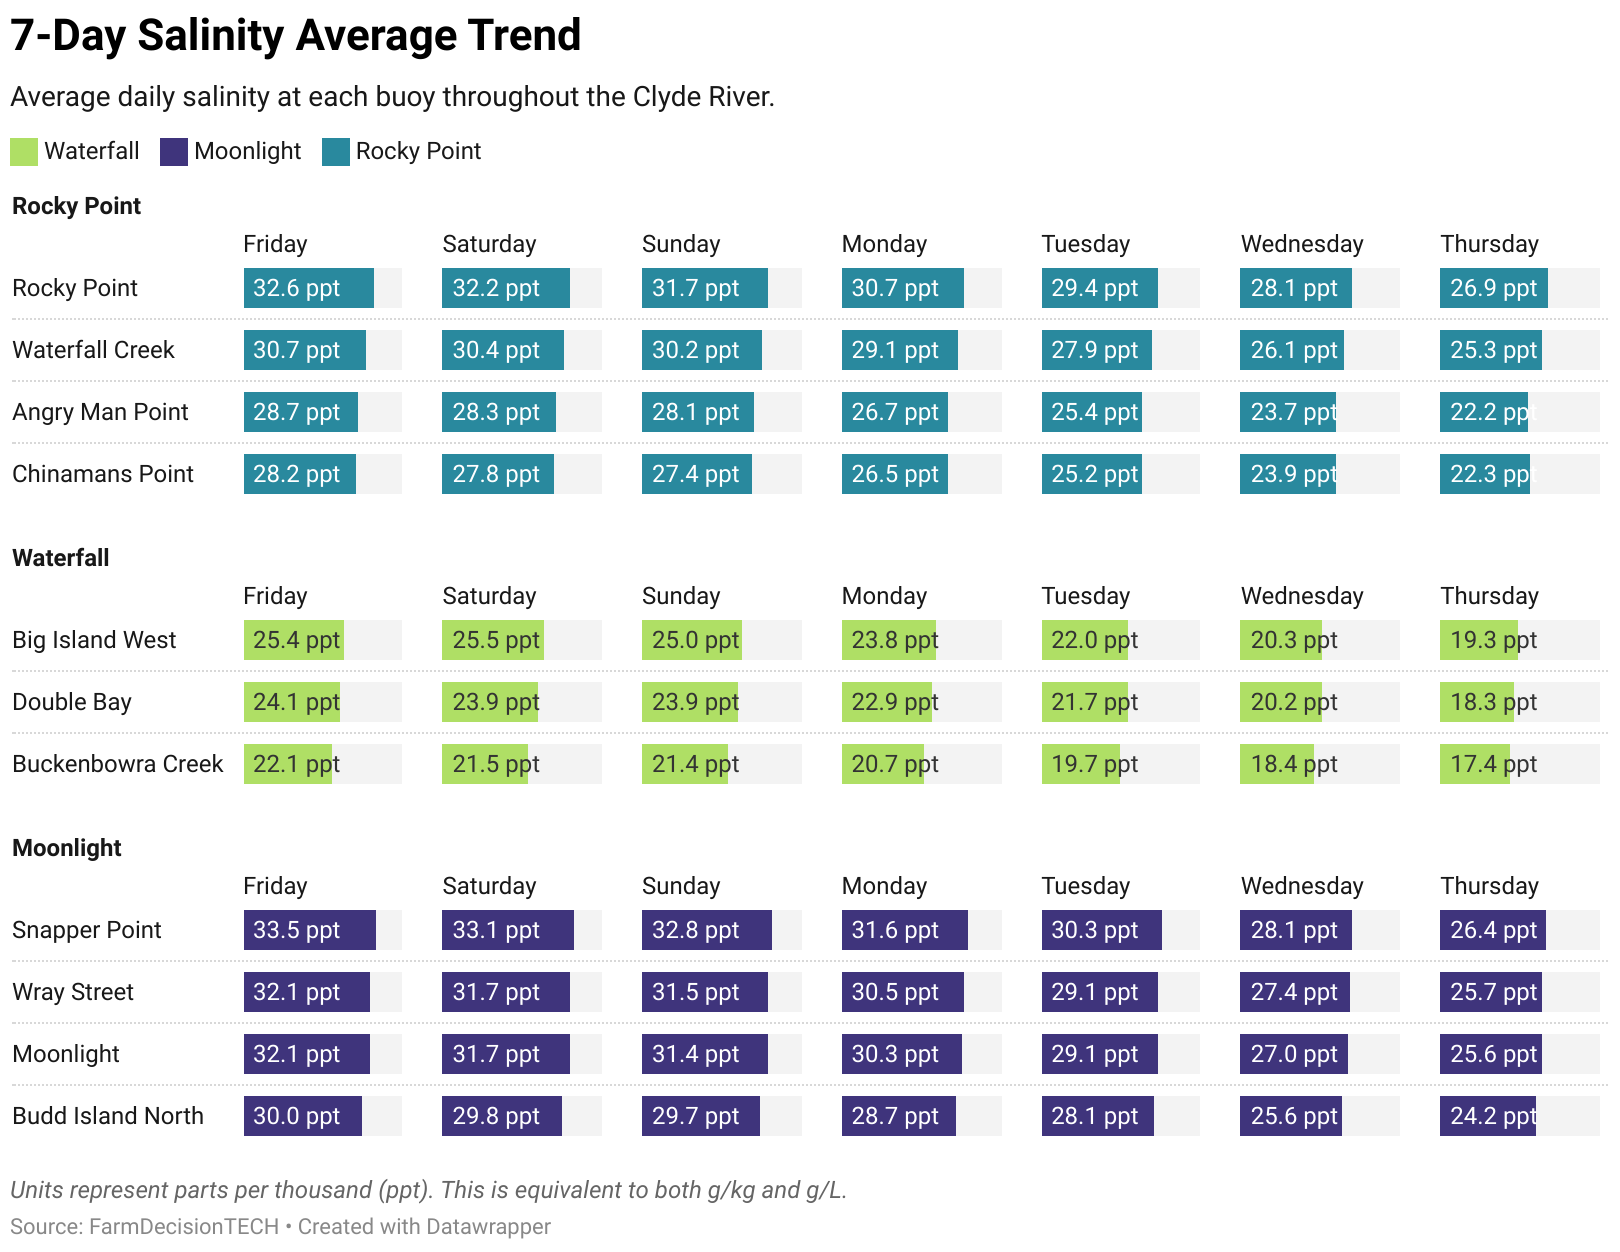 7-Day Salinity Average Trend
Average daily salinity at each buoy throughout the Clyde River.
Waterfall Moonlight Rocky Point
Rocky Point
Friday Saturday Sunday Monday Tuesday Wednesday Thursday
Rocky Point 32.6 ppt 32.2 ppt 31.7 ppt 30.7 ppt 29.4 ppt 28.1 ppt 26.9 ppt
Waterfall Creek 30.7 ppt 30.4 ppt 30.2 ppt 29.1 ppt 27.9 ppt 26.1 ppt 25.3 ppt
Angry Man Point 28.7 ppt 28.3 ppt 28.1 ppt 26.7 ppt 25.4 ppt 23.7 ppt 22.2 ppt
Chinamans Point 28.2 ppt 27.8 ppt 27.4 ppt 26.5 ppt 25.2 ppt 23.9 ppt 22.3 ppt
Waterfall
Friday Saturday Sunday Monday Tuesday Wednesday Thursday
Big Island West 25.4 ppt 25.5 ppt 25.0 ppt 23.8 ppt 22.0 ppt 20.3 ppt 19.3 ppt
Double Bay 24.1 ppt 23.9 ppt 23.9 ppt 22.9 ppt 21.7 ppt 20.2 ppt 18.3 ppt
Buckenbowra Creek 22.1 ppt 21.5 ppt 21.4 ppt 20.7 ppt 19.7 ppt 18.4 ppt 17.4 ppt
Moonlight
Friday Saturday Sunday Monday Tuesday Wednesday Thursday
Snapper Point 33.5 ppt 33.1 ppt 32.8 ppt 31.6 ppt 30.3 ppt 28.1 ppt 26.4 ppt
Wray Street 32.1 ppt 31.7 ppt 31.5 ppt 30.5 ppt 29.1 ppt 27.4 ppt 25.7 ppt
Moonlight 32.1 ppt 31.7 ppt 31.4 ppt 30.3 ppt 29.1 ppt 27.0 ppt 25.6 ppt
Budd Island North 30.0 ppt 29.8 ppt 29.7 ppt 28.7 ppt 28.1 ppt 25.6 ppt 24.2 ppt
Units represent parts per thousand (ppt). This is equivalent to both g/kg and g/L.
Source: FarmDecisionTECH • Created with Datawrapper